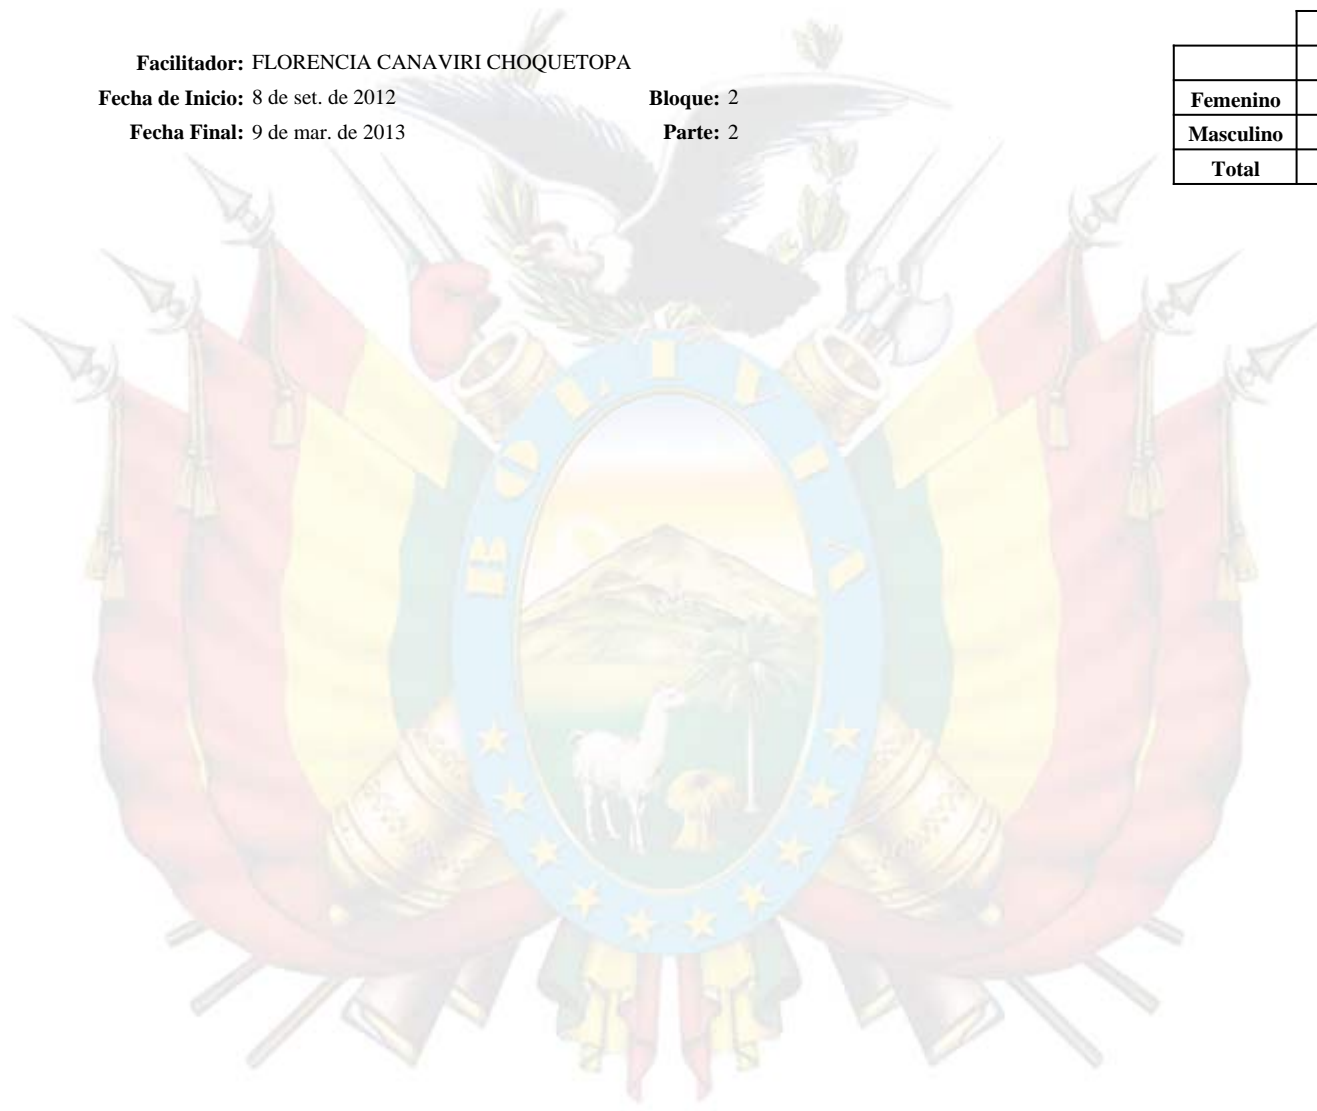 Facilitador: FLORENCIA CANAVIRI CHOQUETOPA
Fecha de Inicio: 8 de set. de 2012 Bloque: 2
Fecha Final: 9 de mar. de 2013 Parte: 2
Femenino
Masculino
Total
BOLIVIA